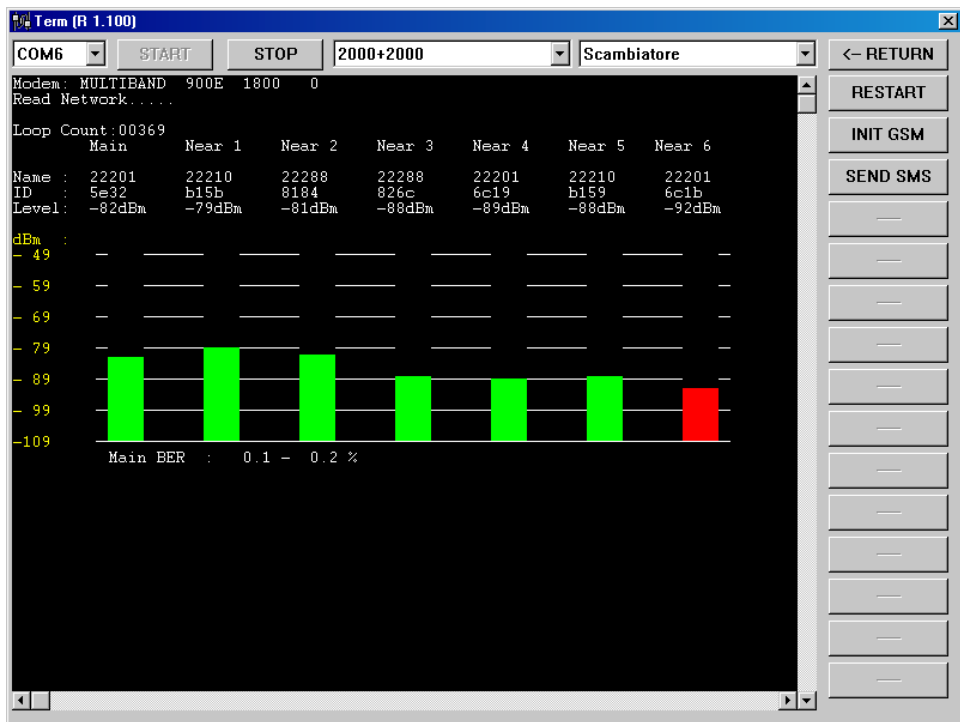 Term (R 1.100)
COM6 START STOP 2000+2000 Scambiatore <- RETURN
RESTART
INIT GSM
SEND SMS
Modem: MULTIBAND 900E 1800 0
Read Network.....
Loop Count:00369
Main Near 1 Near 2 Near 3 Near 4 Near 5 Near 6
Name : 22201 22210 22288 22288 22201 22210 22201
ID : 5e32 b15b 8184 826c 6c19 b159 6c1b
Level: -82dBm -79dBm -81dBm -88dBm -89dBm -88dBm -92dBm
dBm :
- 49
- 59
- 69
- 79
- 89
- 99
-109
Main BER : 0.1 - 0.2 %